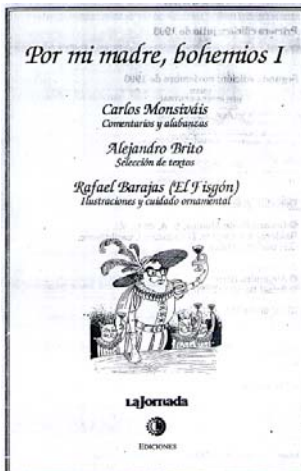 Por mi madre, bohemios I
Carlos Monsiváis
Comentarios y alabanzas
Alejandro Brito
Selección de textos
Rafael Barajas (El Fisgón)
Ilustraciones y cuidado ornamental
La Jornada
EDICIONES